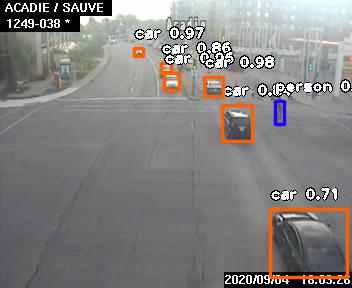 ACADIE / SAUVE
1249-038 *
car 0.97
car 0.86
car 0.98
person 0.
car 0.71
2020/09/04 18:03:26